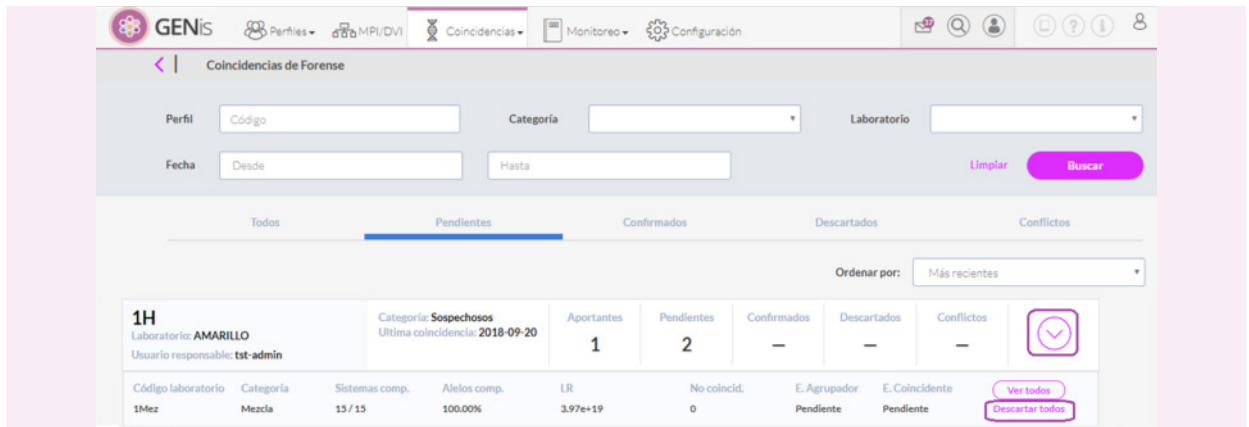 GENis Perfiles MPI/DVI Coincidencias Monitoreo Configuración
Coincidencias de Forense
Perfil Código Categoría Laboratorio
Fecha Desde Hasta Limpiar Buscar
Todos Pendientes Confirmados Descartados Conflictos
Ordenar por: Más recientes
1H
Laboratorio: AMARILLO
Usuario responsable: tst-admin
Categoría: Sospechosos
Ultima coincidencia: 2018-09-20
Aportantes Pendientes Confirmados Descartados Conflictos
1 2 – – –
Código laboratorio Categoría Sistemas comp. Alelos comp. LR No coincid. E. Agrupador E. Coincidente Ver todos
1Mez Mezcla 15 / 15 100.00% 3.97e+19 0 Pendiente Pendiente Descartar todos